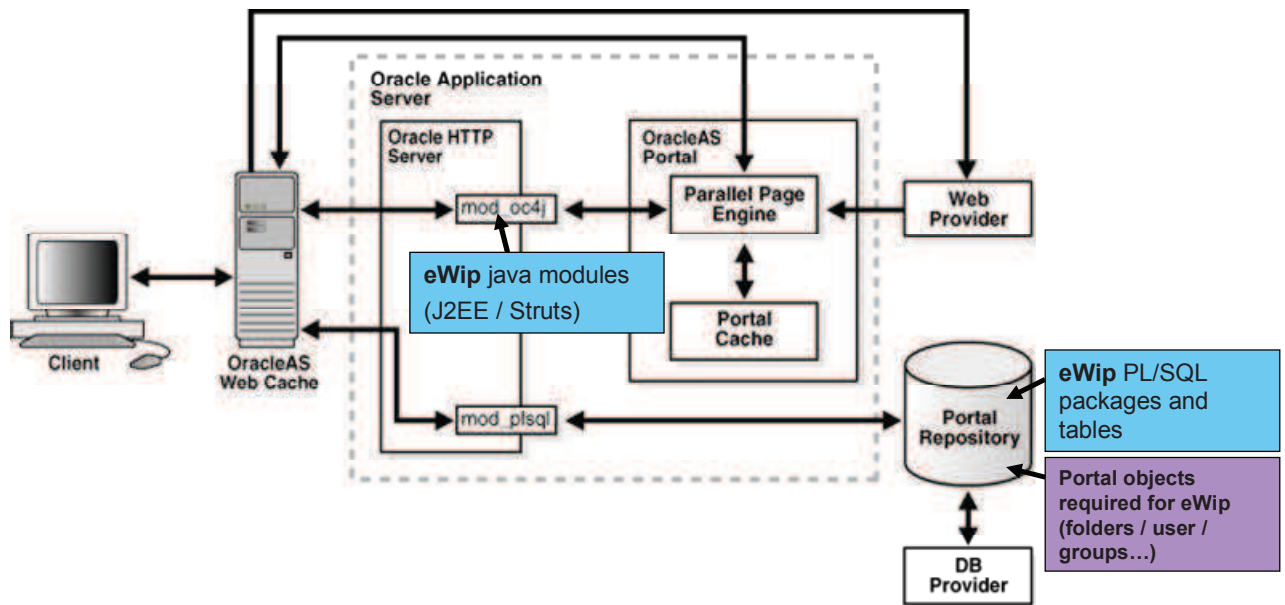 Oracle Application
Server
Oracle HTTP
Server
OracleAS
Portal
mod_oc4j
Parallel Page
Engine
Web
Provider
eWip java modules
(J2EE / Struts)
Portal
Cache
Client
OracleAS
Web Cache
mod_plsql
Portal
Repository
eWip PL/SQL
packages and
tables
Portal objects
required for eWip
(folders / user /
groups…)
DB
Provider